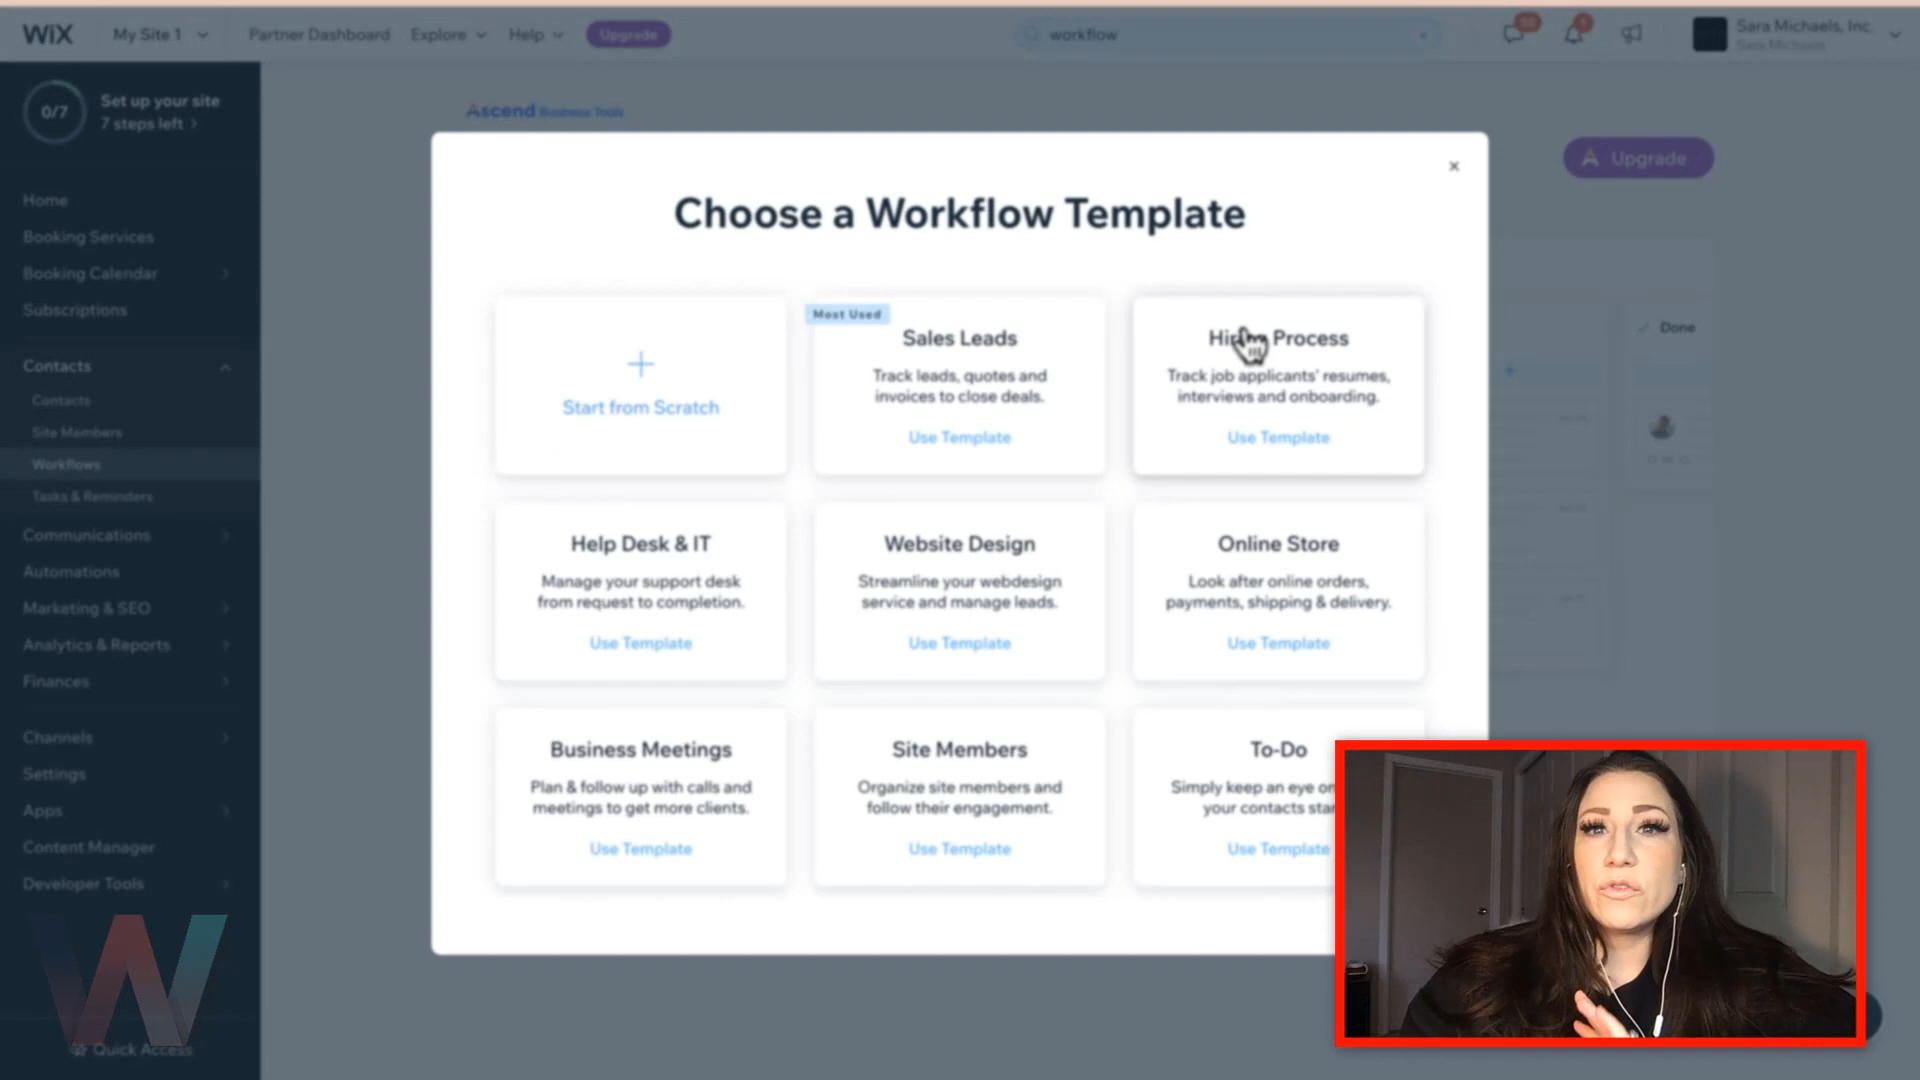 WiX
My Site 1
Partner Dashboard
Explore
Help
Upgrade
workflow
Sara Michaels, Inc.
Sara Michaels
0/7
Set up your site
7 steps left >
Home
Booking Services
Booking Calendar
Subscriptions
Contacts
Contacts
Site Members
Workflows
Tasks & Reminders
Communications
Automations
Marketing & SEO
Analytics & Reports
Finances
Channels
Settings
Apps
Content Manager
Developer Tools
Quick Access
Ascend Business Tools
Upgrade
Done
Choose a Workflow Template
Start from Scratch
Most Used
Sales Leads
Track leads, quotes and
invoices to close deals.
Use Template
Hiring Process
Track job applicants' resumes,
interviews and onboarding.
Use Template
Help Desk & IT
Manage your support desk
from request to completion.
Use Template
Website Design
Streamline your webdesign
service and manage leads.
Use Template
Online Store
Look after online orders,
payments, shipping & delivery.
Use Template
Business Meetings
Plan & follow up with calls and
meetings to get more clients.
Use Template
Site Members
Organize site members and
follow their engagement.
Use Template
To-Do
Simply keep an eye on
your contacts
Use Template
W